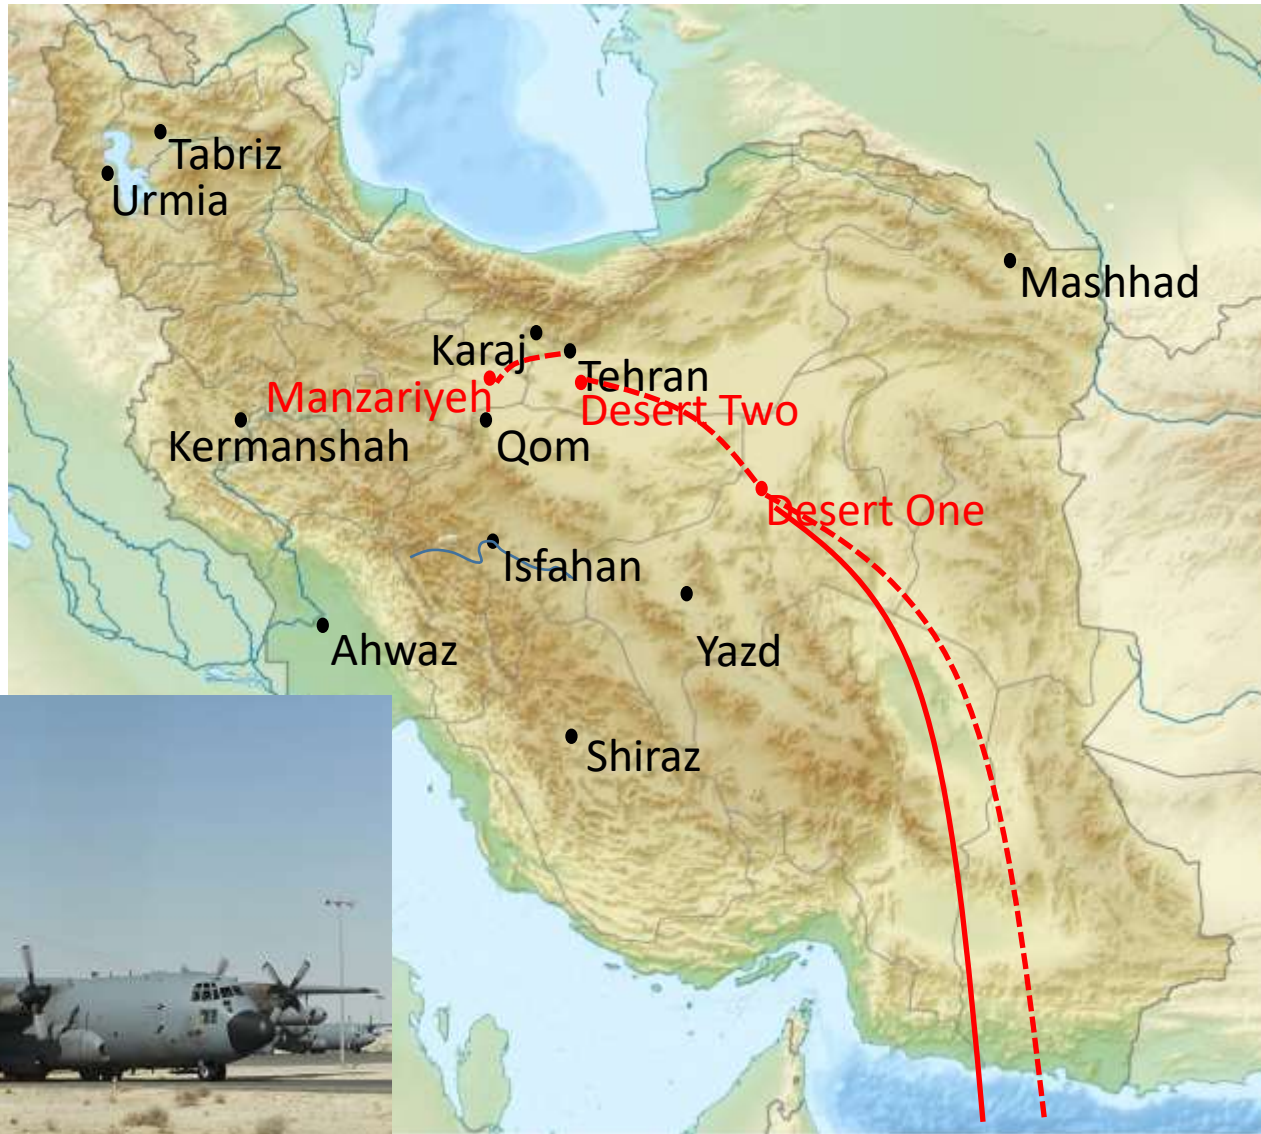 Tabriz
Urmia
Mashhad
Karaj
Tehran
Manzariyeh
Desert Two
Kermanshah
Qom
Desert One
Isfahan
Ahwaz
Yazd
Shiraz